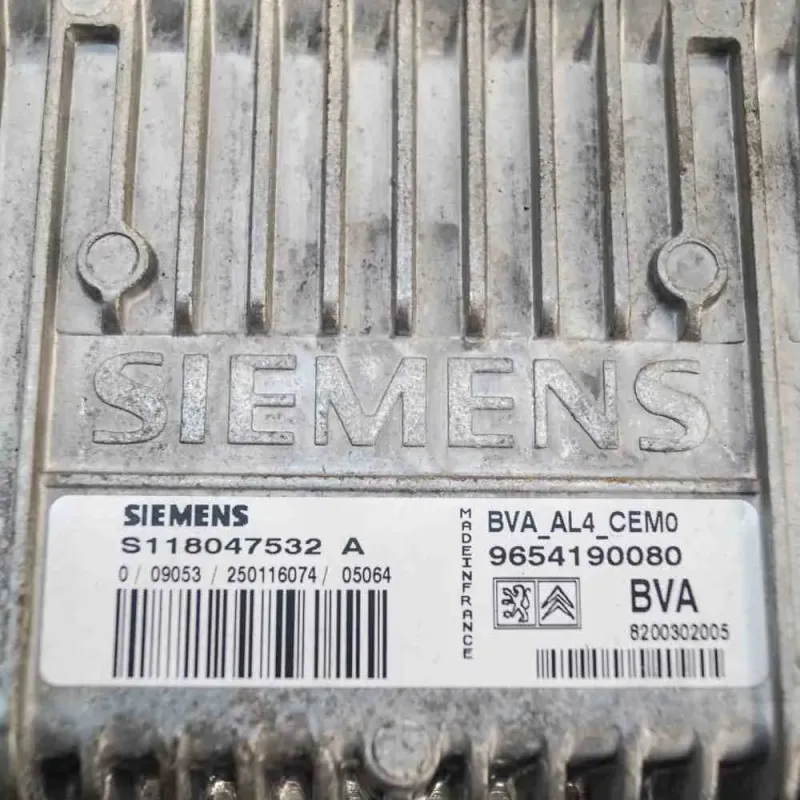 SIEMENS
SIEMENS
S118047532 A
0 / 09053 / 250116074 / 05064
MADEINFRANCE
BVA_AL4_CEM0
9654190080
BVA
8200302005